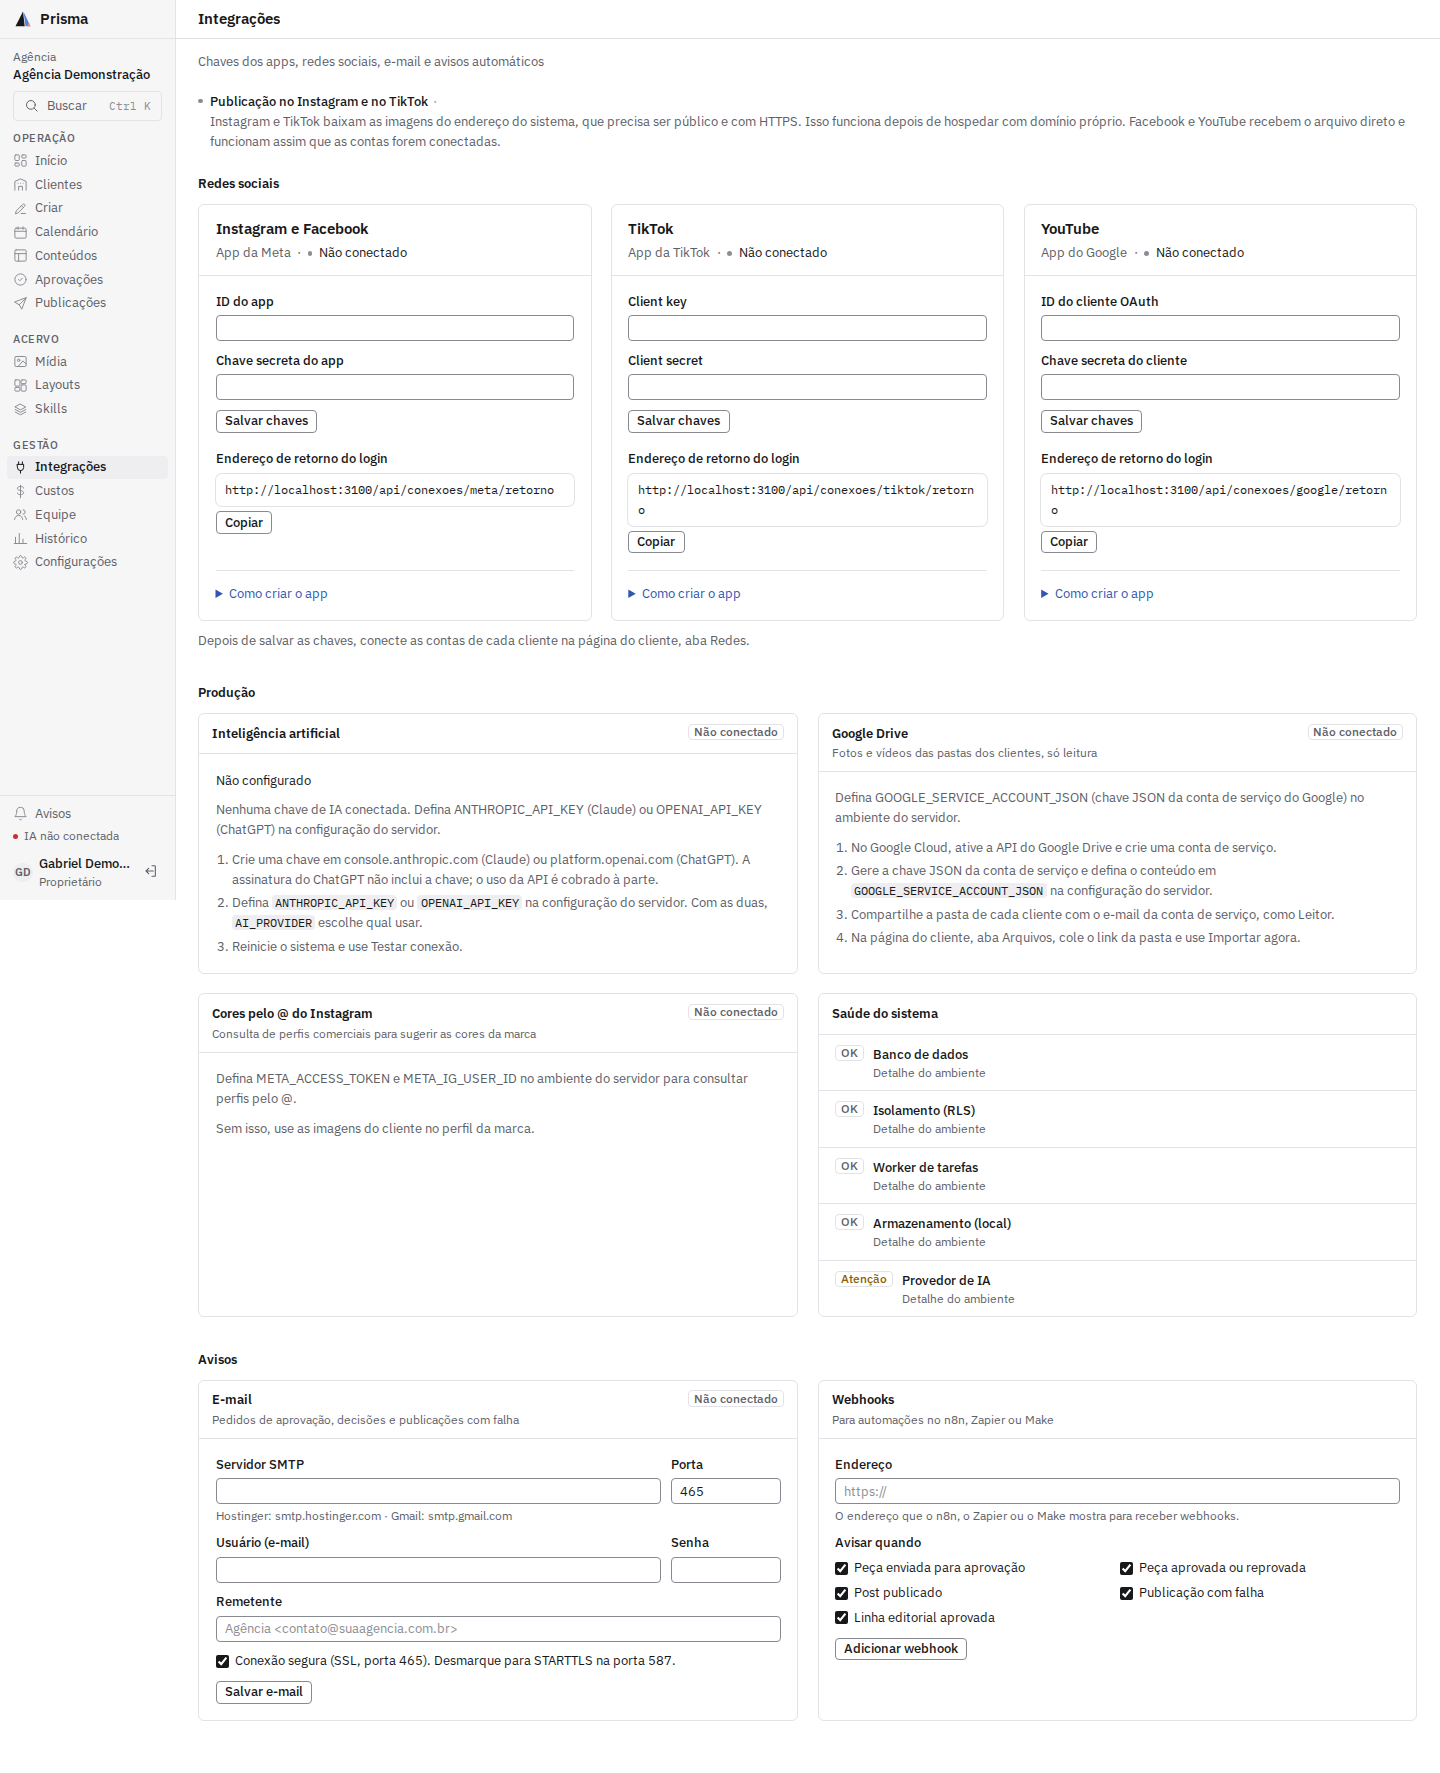 Prisma
Agência
Agência Demonstração
Buscar Ctrl K
OPERAÇÃO
Início
Clientes
Criar
Calendário
Conteúdos
Aprovações
Publicações
ACERVO
Mídia
Layouts
Skills
GESTÃO
Integrações
Custos
Equipe
Histórico
Configurações
Avisos
IA não conectada
GD
Gabriel Demo...
Proprietário
Integrações
Chaves dos apps, redes sociais, e-mail e avisos automáticos
Publicação no Instagram e no TikTok ·
Instagram e TikTok baixam as imagens do endereço do sistema, que precisa ser público e com HTTPS. Isso funciona depois de hospedar com domínio próprio. Facebook e YouTube recebem o arquivo direto e
funcionam assim que as contas forem conectadas.
Redes sociais
Instagram e Facebook
App da Meta · Não conectado
ID do app
Chave secreta do app
Salvar chaves
Endereço de retorno do login
http://localhost:3100/api/conexoes/meta/retorno
Copiar
Como criar o app
TikTok
App da TikTok · Não conectado
Client key
Client secret
Salvar chaves
Endereço de retorno do login
http://localhost:3100/api/conexoes/tiktok/retorn
o
Copiar
Como criar o app
YouTube
App do Google · Não conectado
ID do cliente OAuth
Chave secreta do cliente
Salvar chaves
Endereço de retorno do login
http://localhost:3100/api/conexoes/google/retorn
o
Copiar
Como criar o app
Depois de salvar as chaves, conecte as contas de cada cliente na página do cliente, aba Redes.
Produção
Inteligência artificial Não conectado
Não configurado
Nenhuma chave de IA conectada. Defina ANTHROPIC_API_KEY (Claude) ou OPENAI_API_KEY
(ChatGPT) na configuração do servidor.
1. Crie uma chave em console.anthropic.com (Claude) ou platform.openai.com (ChatGPT). A
assinatura do ChatGPT não inclui a chave; o uso da API é cobrado à parte.
2. Defina ANTHROPIC_API_KEY ou OPENAI_API_KEY na configuração do servidor. Com as duas,
AI_PROVIDER escolhe qual usar.
3. Reinicie o sistema e use Testar conexão.
Google Drive Não conectado
Fotos e vídeos das pastas dos clientes, só leitura
Defina GOOGLE_SERVICE_ACCOUNT_JSON (chave JSON da conta de serviço do Google) no
ambiente do servidor.
1. No Google Cloud, ative a API do Google Drive e crie uma conta de serviço.
2. Gere a chave JSON da conta de serviço e defina o conteúdo em
GOOGLE_SERVICE_ACCOUNT_JSON na configuração do servidor.
3. Compartilhe a pasta de cada cliente com o e-mail da conta de serviço, como Leitor.
4. Na página do cliente, aba Arquivos, cole o link da pasta e use Importar agora.
Cores pelo @ do Instagram Não conectado
Consulta de perfis comerciais para sugerir as cores da marca
Defina META_ACCESS_TOKEN e META_IG_USER_ID no ambiente do servidor para consultar
perfis pelo @.
Sem isso, use as imagens do cliente no perfil da marca.
Saúde do sistema
OK Banco de dados
Detalhe do ambiente
OK Isolamento (RLS)
Detalhe do ambiente
OK Worker de tarefas
Detalhe do ambiente
OK Armazenamento (local)
Detalhe do ambiente
Atenção Provedor de IA
Detalhe do ambiente
Avisos
E-mail Não conectado
Pedidos de aprovação, decisões e publicações com falha
Servidor SMTP Porta
465
Hostinger: smtp.hostinger.com · Gmail: smtp.gmail.com
Usuário (e-mail) Senha
Remetente
Agência <contato@suaagencia.com.br>
Conexão segura (SSL, porta 465). Desmarque para STARTTLS na porta 587.
Salvar e-mail
Webhooks
Para automações no n8n, Zapier ou Make
Endereço
https://
O endereço que o n8n, o Zapier ou o Make mostra para receber webhooks.
Avisar quando
Peça enviada para aprovação Peça aprovada ou reprovada
Post publicado Publicação com falha
Linha editorial aprovada
Adicionar webhook